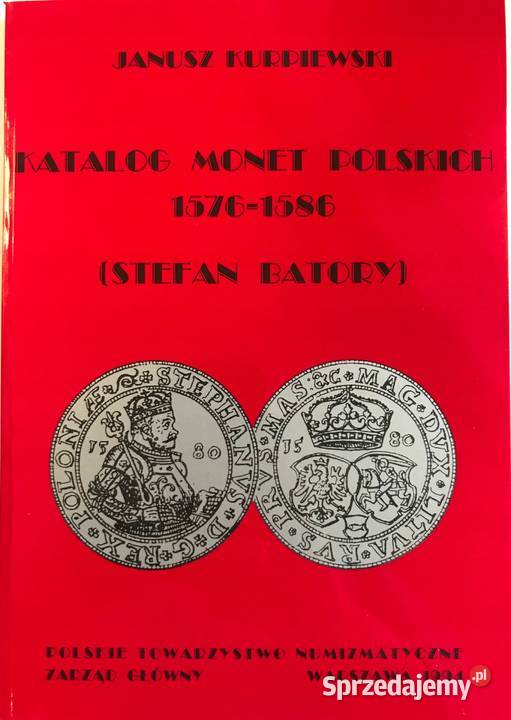 JANUSZ KURPIEWSKI
KATALOG MONET POLSKICH
1576-1586
(STEFAN BATORY)
STEPHANVS • D • G • REX • POLONIÆ
15 80
MAG • DVX • LITVA • RVS • PRVS • MAS • &C •
15 80
POLSKIE TOWARZYSTWO NUMIZMATYCZNE
ZARZĄD GŁÓWNY WARSZAWA
Sprzedajemy.pl